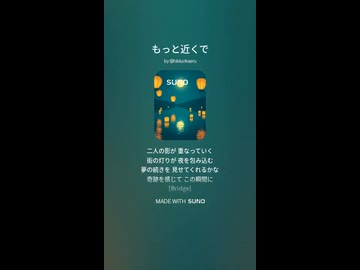 もっと近くで
SUNO
二人の影が 重なっていく
街の灯りが 夜を包み込む
夢の続きを 見せてくれるかな
奇跡を感じて この瞬間に
[Bridge]
MADE WITH SUNO